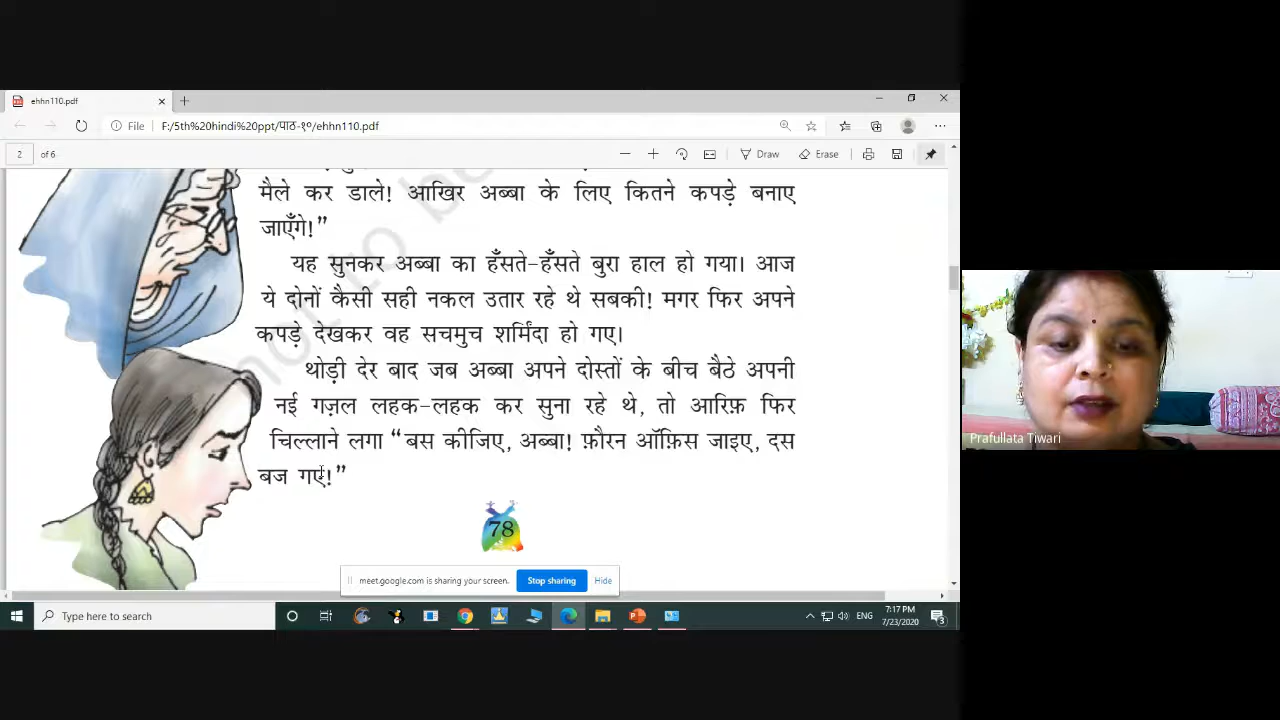 ehhn110.pdf
File F:/5th%20hindi%20ppt/पाठ-१०/ehhn110.pdf
2 of 6
Draw Erase
मैले कर डाले! आखिर अब्बा के लिए कितने कपड़े बनाए
जाएँगे!”
यह सुनकर अब्बा का हँसते-हँसते बुरा हाल हो गया। आज
ये दोनों कैसी सही नकल उतार रहे थे सबकी! मगर फिर अपने
कपड़े देखकर वह सचमुच शर्मिंदा हो गए।
थोड़ी देर बाद जब अब्बा अपने दोस्तों के बीच बैठे अपनी
नई गज़ल लहक-लहक कर सुना रहे थे, तो आरिफ़ फिर
चिल्लाने लगा “बस कीजिए, अब्बा! फ़ौरन ऑफ़िस जाइए, दस
बज गए!”
78
Prafullata Tiwari
meet.google.com is sharing your screen. Stop sharing Hide
Type here to search
ENG
7:17 PM
7/23/2020
3